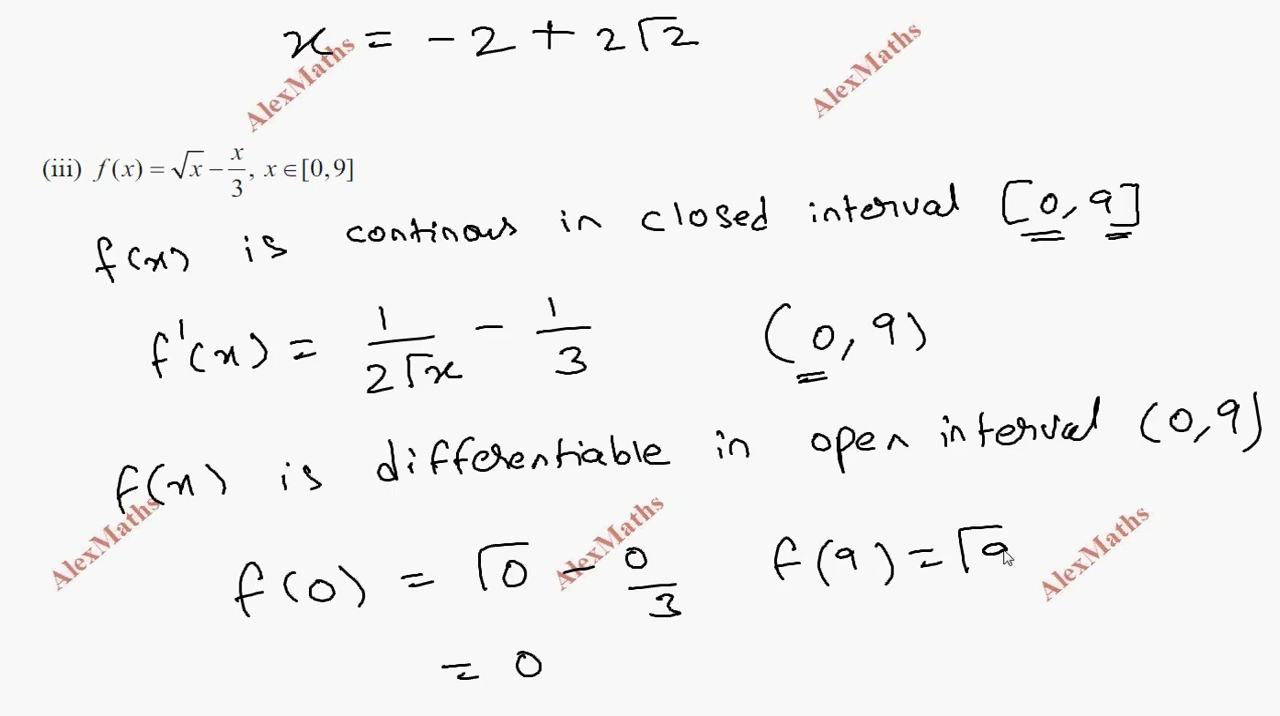 x = -2 + 2√2
AlexMaths AlexMaths
(iii) f(x) = √x - x/3, x ∈ [0, 9]
f(x) is continous in closed interval [0, 9]
f'(x) = 1/2√x - 1/3 (0, 9)
f(x) is differentiable in open interval (0, 9)
AlexMaths AlexMaths AlexMaths
f(0) = √0 - 0/3 f(9) = √9
= 0